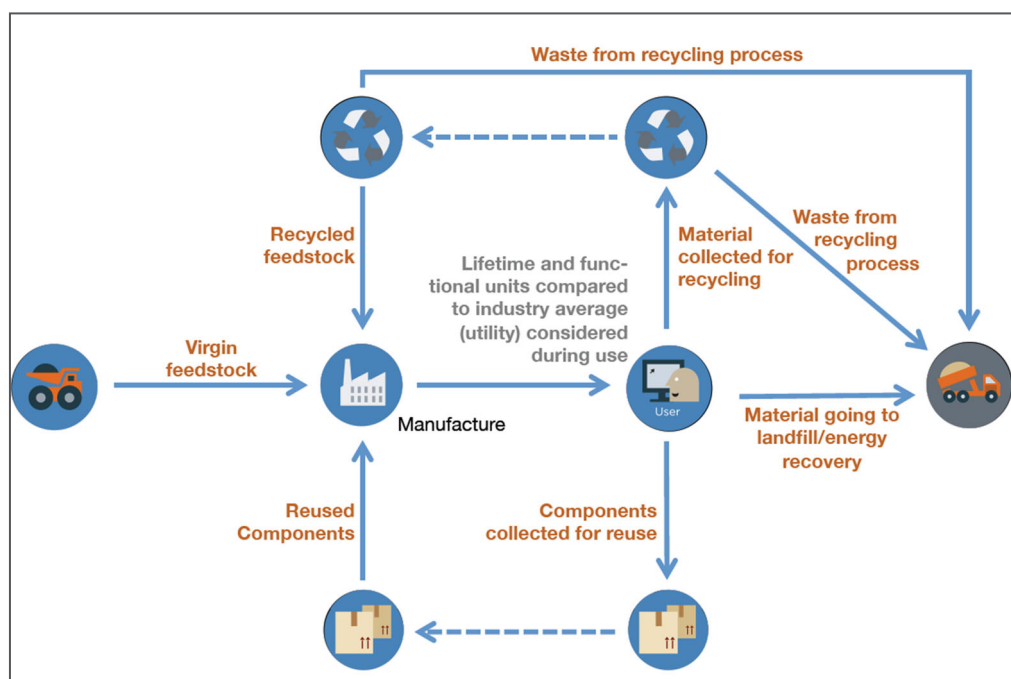 Waste from recycling process
Recycled
feedstock
Material
collected for
recycling
Waste from
recycling
process
Lifetime and func-
tional units compared
to industry average
(utility) considered
during use
Virgin
feedstock
Manufacture
User
Material going to
landfill/energy
recovery
Reused
Components
Components
collected for reuse